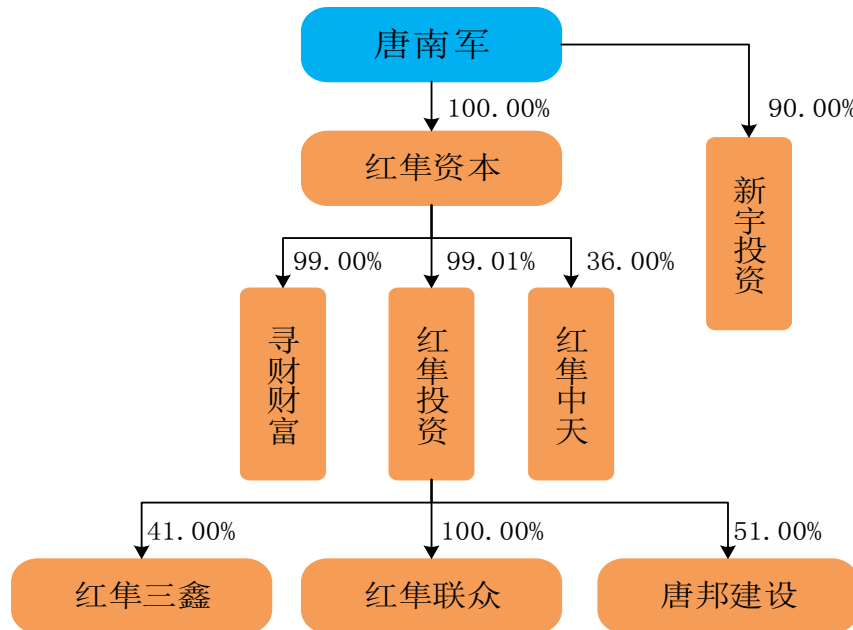 唐南军
100.00%
90.00%
红隼资本
新宇投资
99.00%
99.01%
36.00%
寻财财富
红隼投资
红隼中天
41.00%
100.00%
51.00%
红隼三鑫
红隼联众
唐邦建设